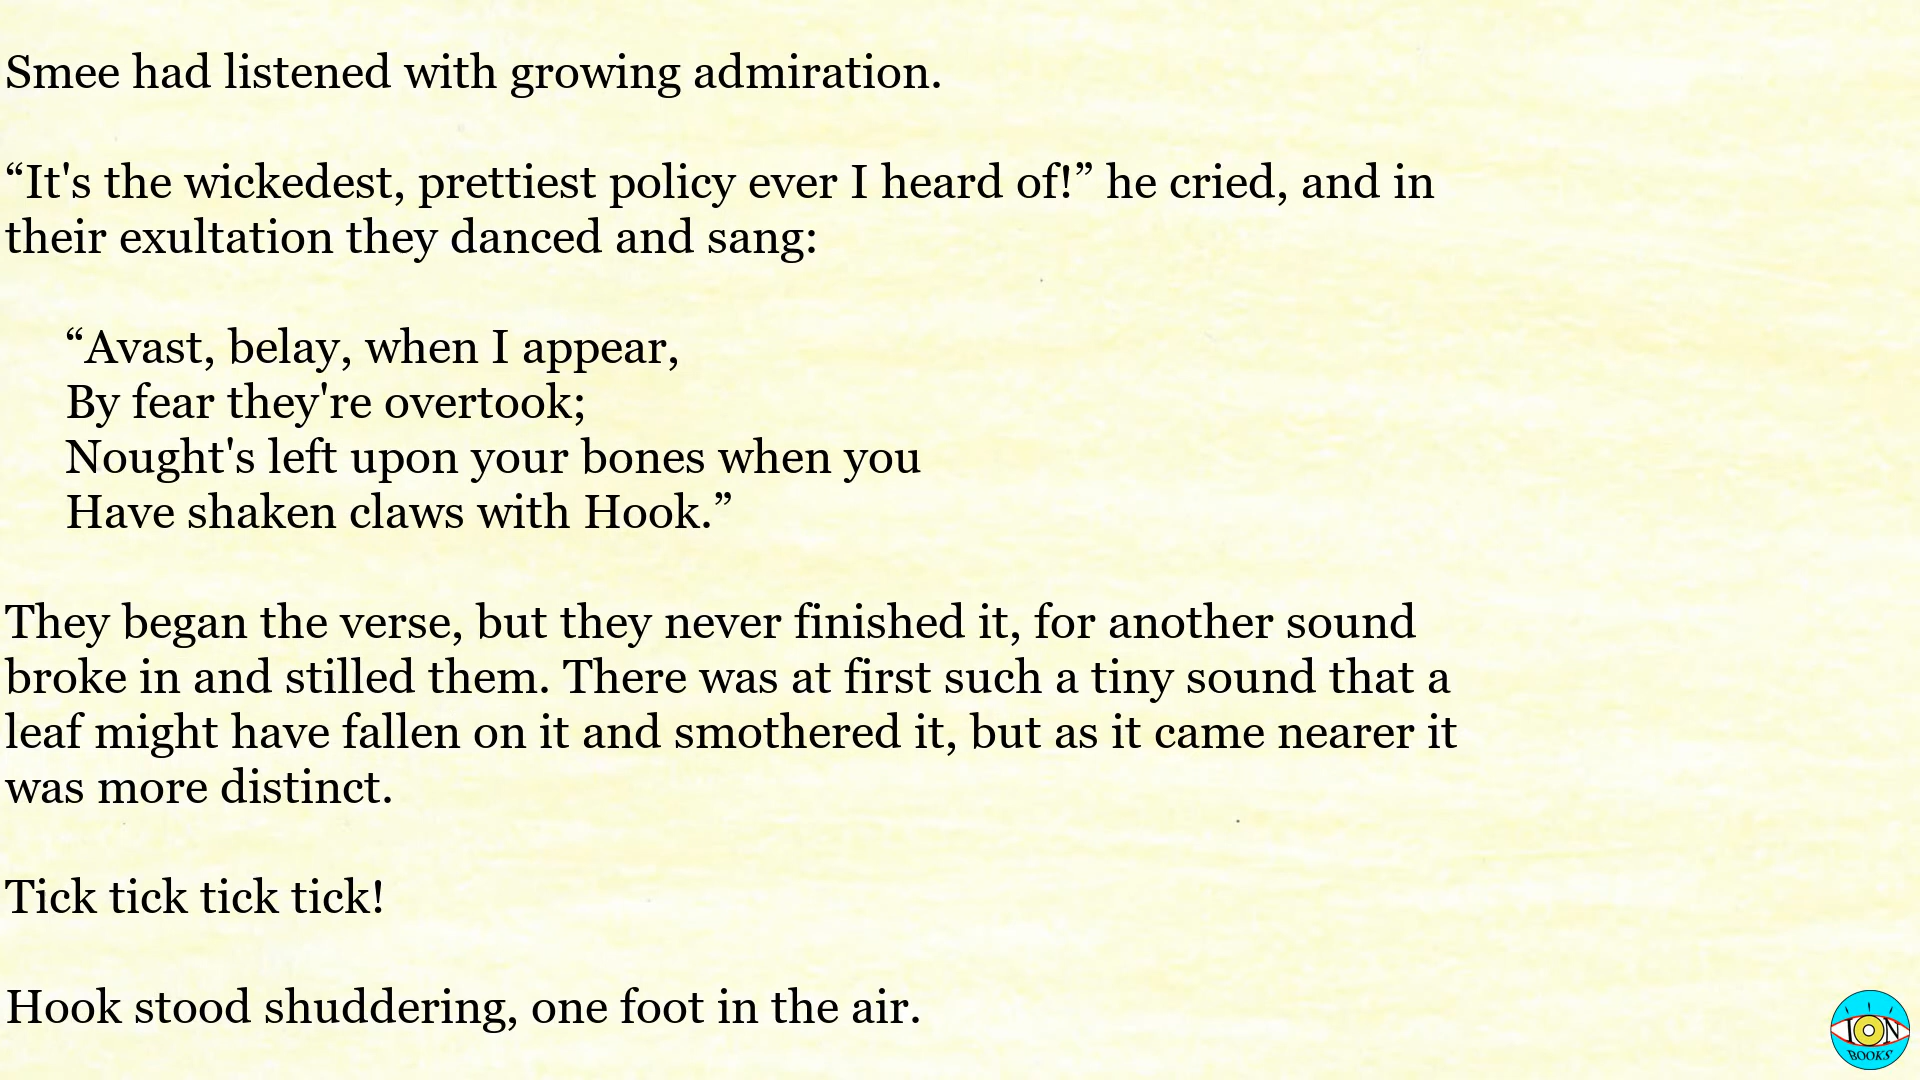 Smee had listened with growing admiration.
“It's the wickedest, prettiest policy ever I heard of!” he cried, and in
their exultation they danced and sang:
“Avast, belay, when I appear,
By fear they're overtook;
Nought's left upon your bones when you
Have shaken claws with Hook.”
They began the verse, but they never finished it, for another sound
broke in and stilled them. There was at first such a tiny sound that a
leaf might have fallen on it and smothered it, but as it came nearer it
was more distinct.
Tick tick tick tick!
Hook stood shuddering, one foot in the air.
ION
BOOKS